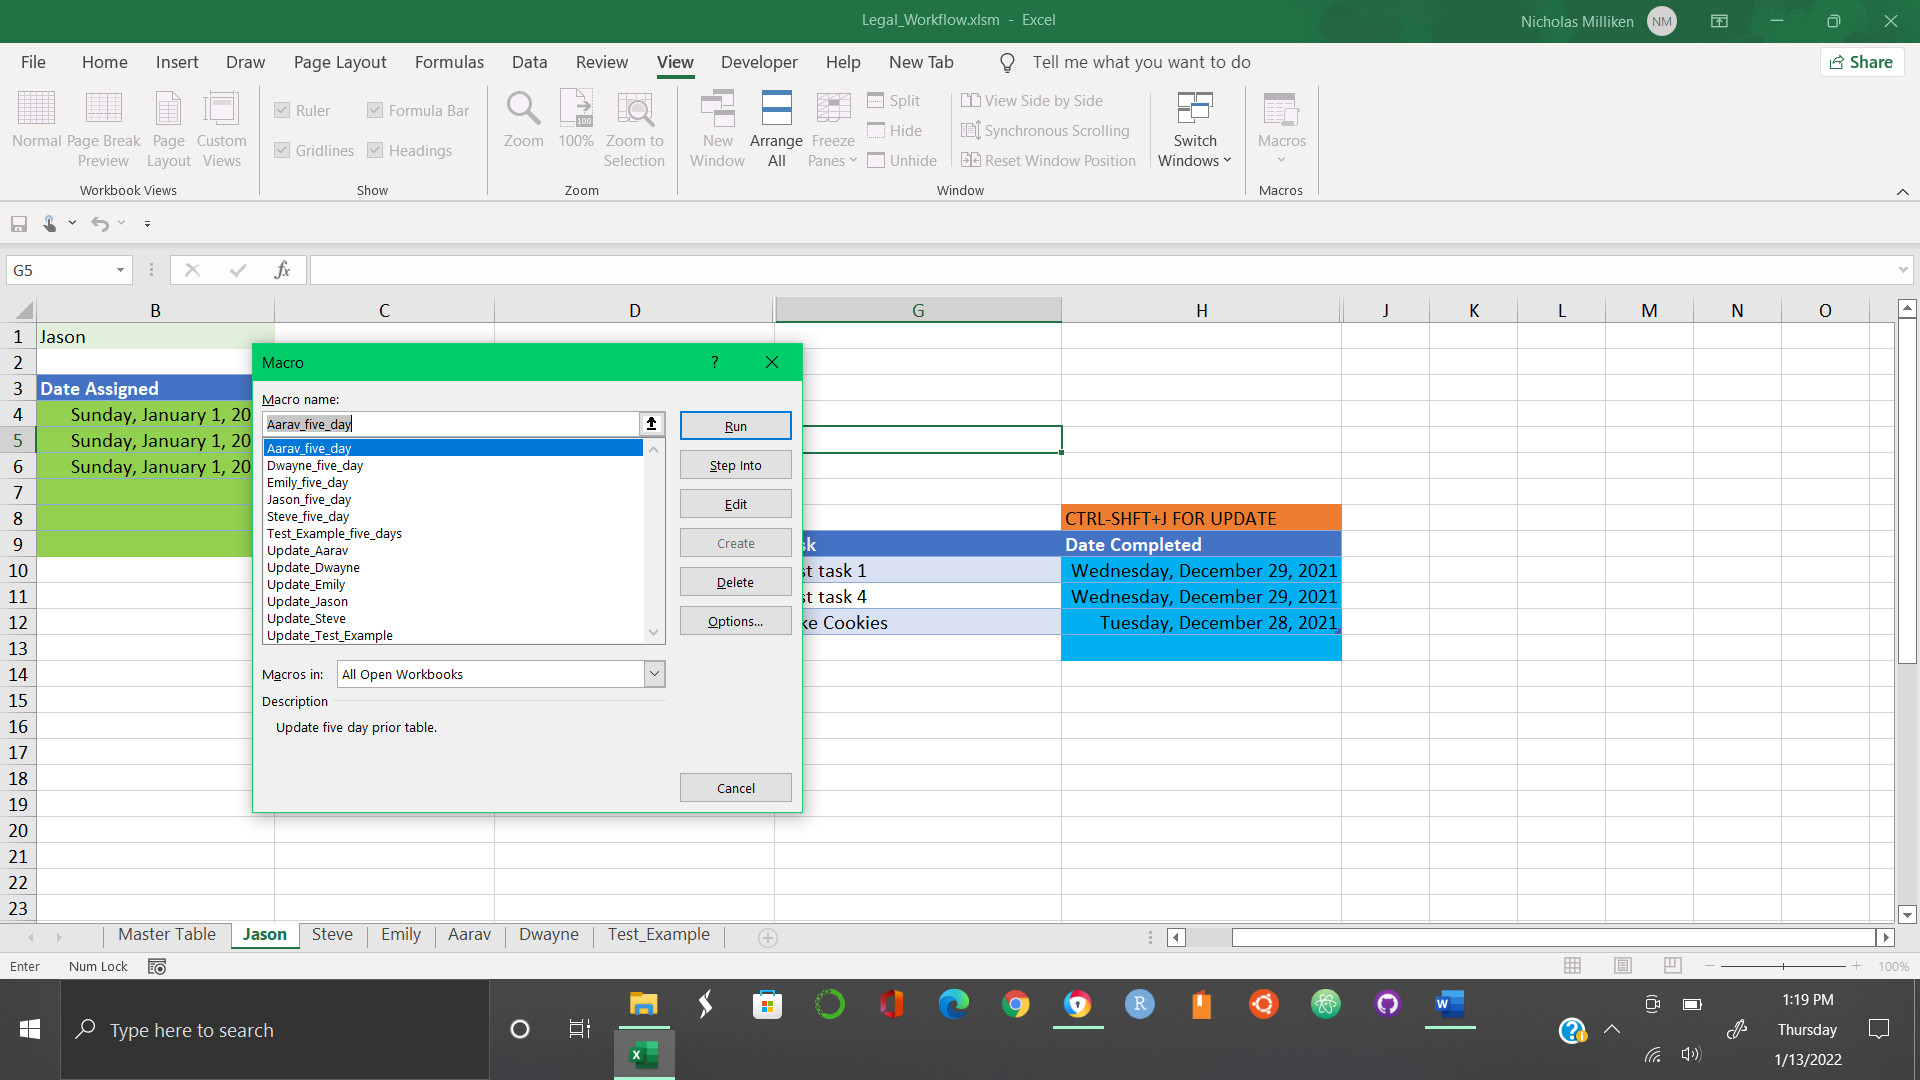 Legal_Workflow.xlsm - Excel
Nicholas Milliken NM
File Home Insert Draw Page Layout Formulas Data Review View Developer Help New Tab Tell me what you want to do Share
Normal Page Break Preview Page Layout Custom Views
Workbook Views
Ruler Formula Bar
Gridlines Headings
Show
Zoom 100% Zoom to Selection
100
Zoom
New Window Arrange All Freeze Panes
Split
Hide
Unhide
View Side by Side
Synchronous Scrolling
Reset Window Position
Switch Windows
Window
Macros
Macros
G5 fx
B C D G H J K L M N O
1 Jason
2
3 Date Assigned
4 Sunday, January 1, 20
5 Sunday, January 1, 20
6 Sunday, January 1, 20
7
8 CTRL-SHFT+J FOR UPDATE
9 sk Date Completed
10 st task 1 Wednesday, December 29, 2021
11 st task 4 Wednesday, December 29, 2021
12 ke Cookies Tuesday, December 28, 2021
13
14
15
16
17
18
19
20
21
22
23
Macro ?
Macro name:
Aarav_five_day
Aarav_five_day
Dwayne_five_day
Emily_five_day
Jason_five_day
Steve_five_day
Test_Example_five_days
Update_Aarav
Update_Dwayne
Update_Emily
Update_Jason
Update_Steve
Update_Test_Example
Run
Step Into
Edit
Create
Delete
Options...
Macros in: All Open Workbooks
Description
Update five day prior table.
Cancel
Master Table Jason Steve Emily Aarav Dwayne Test_Example
Enter Num Lock 100%
Type here to search
R
W
X
?
1:19 PM
Thursday
1/13/2022